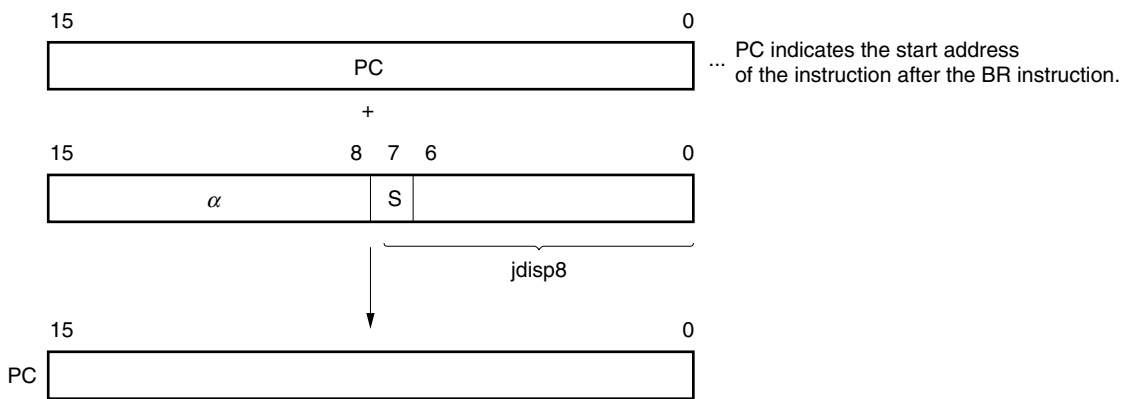 15 0
PC
... PC indicates the start address
of the instruction after the BR instruction.
+
15 8 7 6 0
α S
jdisp8
15 0
PC